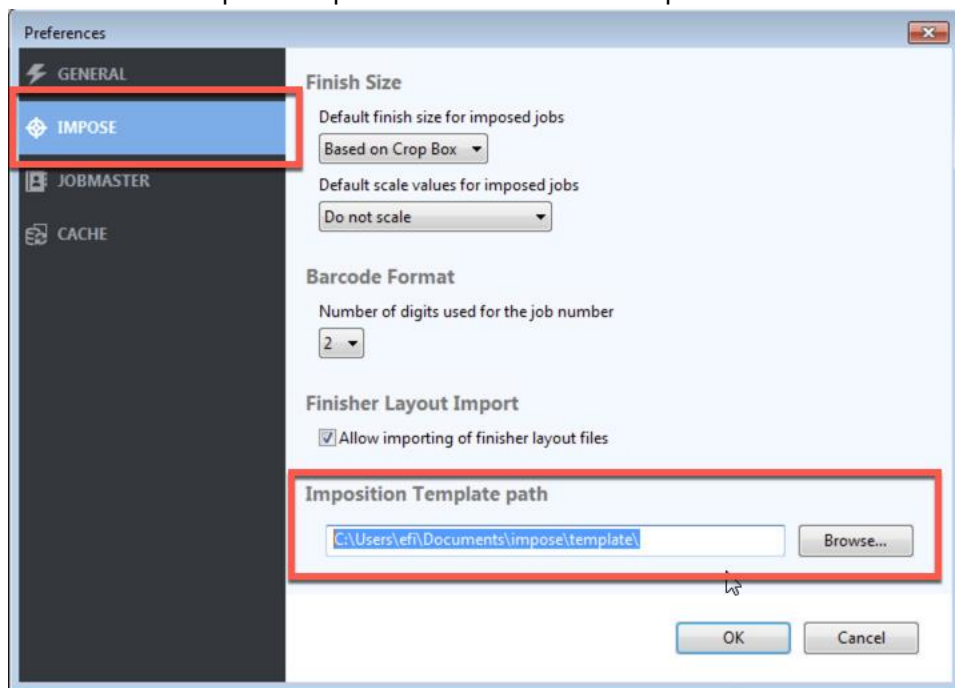 Preferences
GENERAL
IMPOSE
JOBMASTER
CACHE
Finish Size
Default finish size for imposed jobs
Based on Crop Box
Default scale values for imposed jobs
Do not scale
Barcode Format
Number of digits used for the job number
2
Finisher Layout Import
Allow importing of finisher layout files
Imposition Template path
C:\Users\efi\Documents\impose\template\
Browse...
OK
Cancel